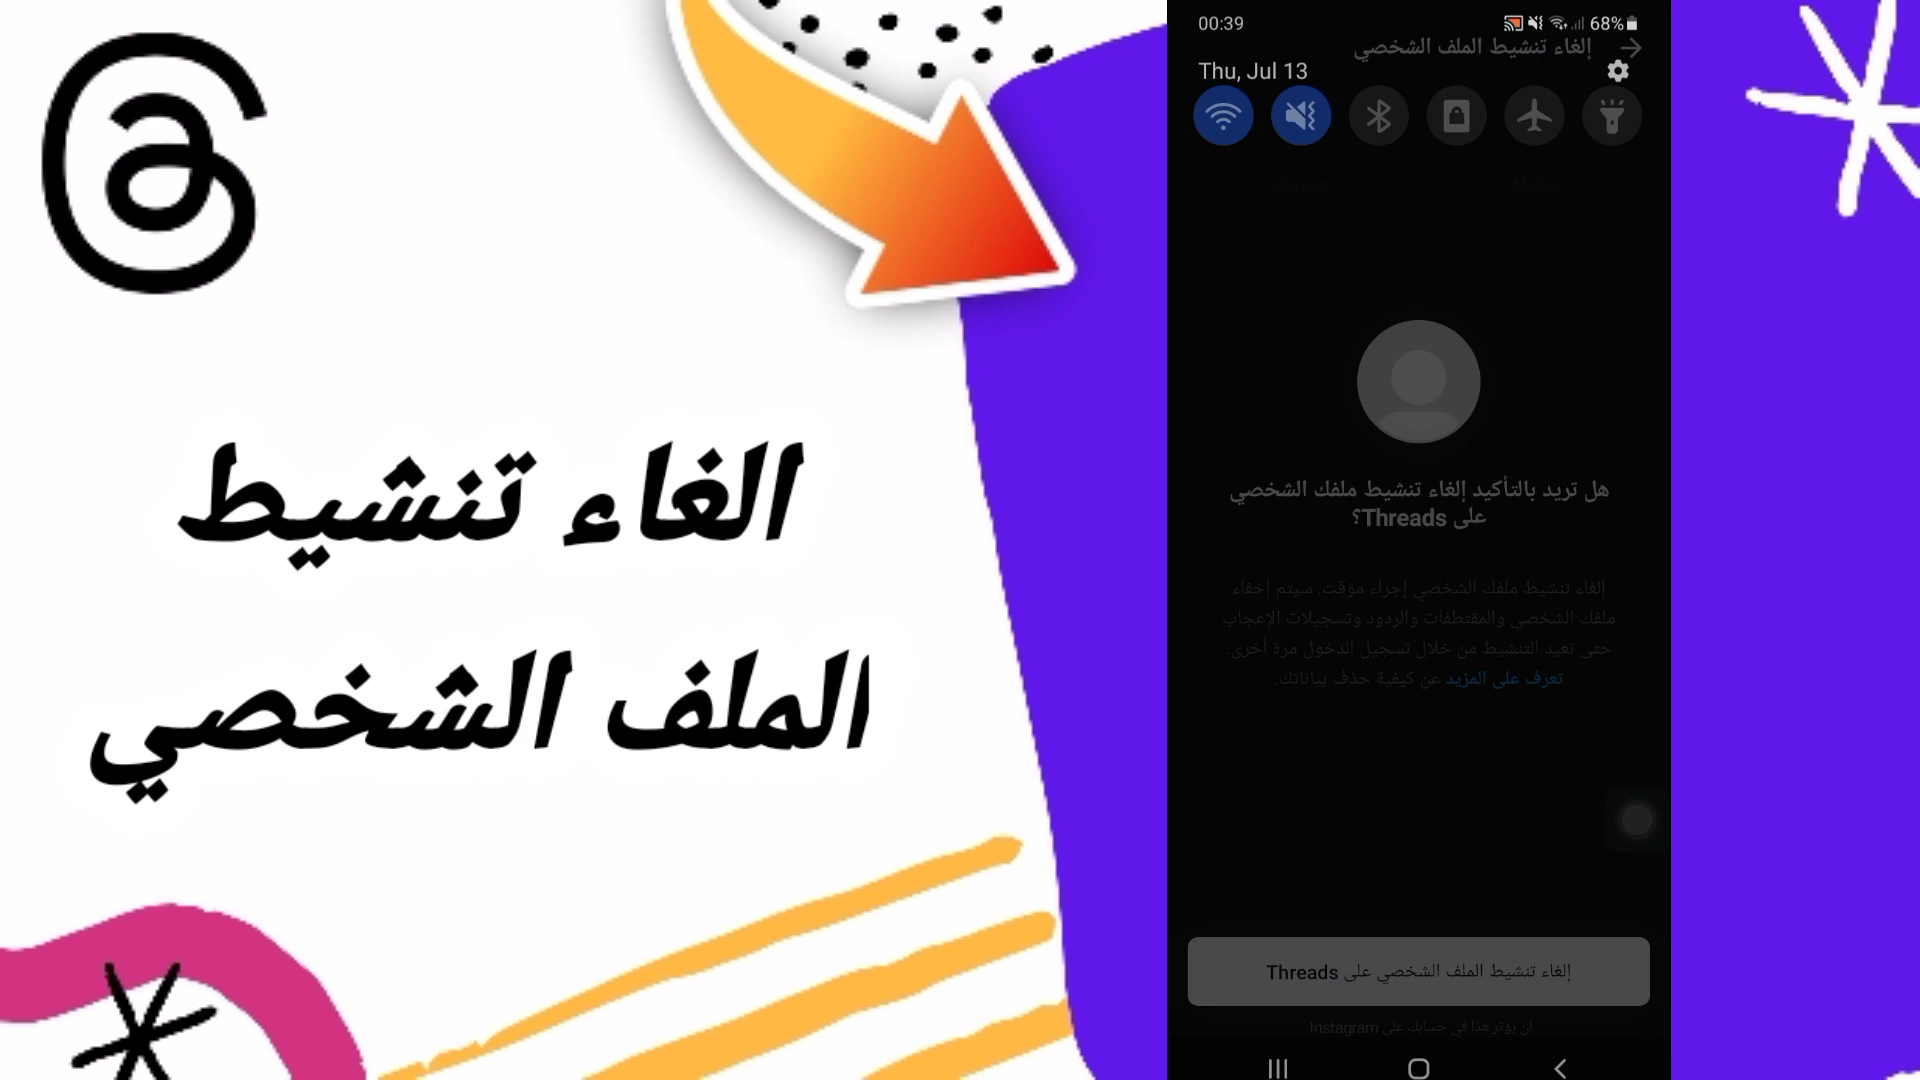 الغاء تنشيط
الملف الشخصي
00:39
68%
إلغاء تنشيط الملف الشخصي
Thu, Jul 13
Media
هل تريد بالتأكيد إلغاء تنشيط ملفك الشخصي
على Threads؟
إلغاء تنشيط ملفك الشخصي إجراء مؤقت. سيتم إخفاء
ملفك الشخصي والمقتطفات والردود وتسجيلات الإعجاب
حتى تعيد التنشيط من خلال تسجيل الدخول مرة أخرى.
تعرف على المزيد عن كيفية حذف بياناتك.
إلغاء تنشيط الملف الشخصي على Threads
لن يؤثر هذا في حسابك على Instagram.